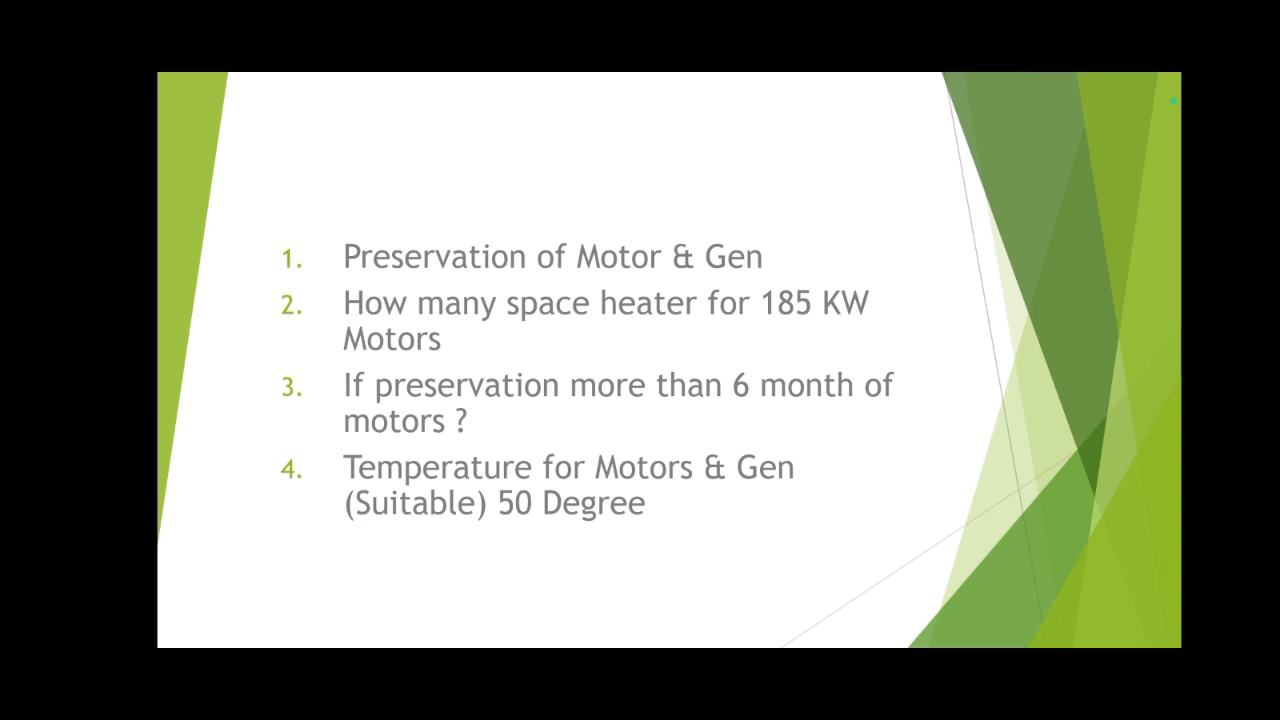 1. Preservation of Motor & Gen
2. How many space heater for 185 KW
Motors
3. If preservation more than 6 month of
motors ?
4. Temperature for Motors & Gen
(Suitable) 50 Degree